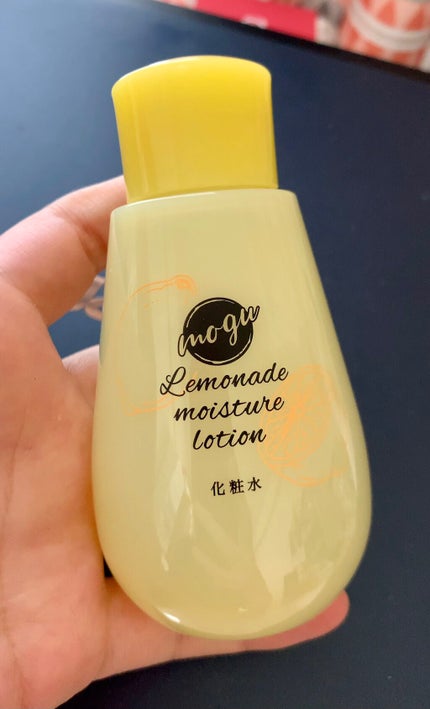 mogu
Lemonade
moisture
lotion
化粧水